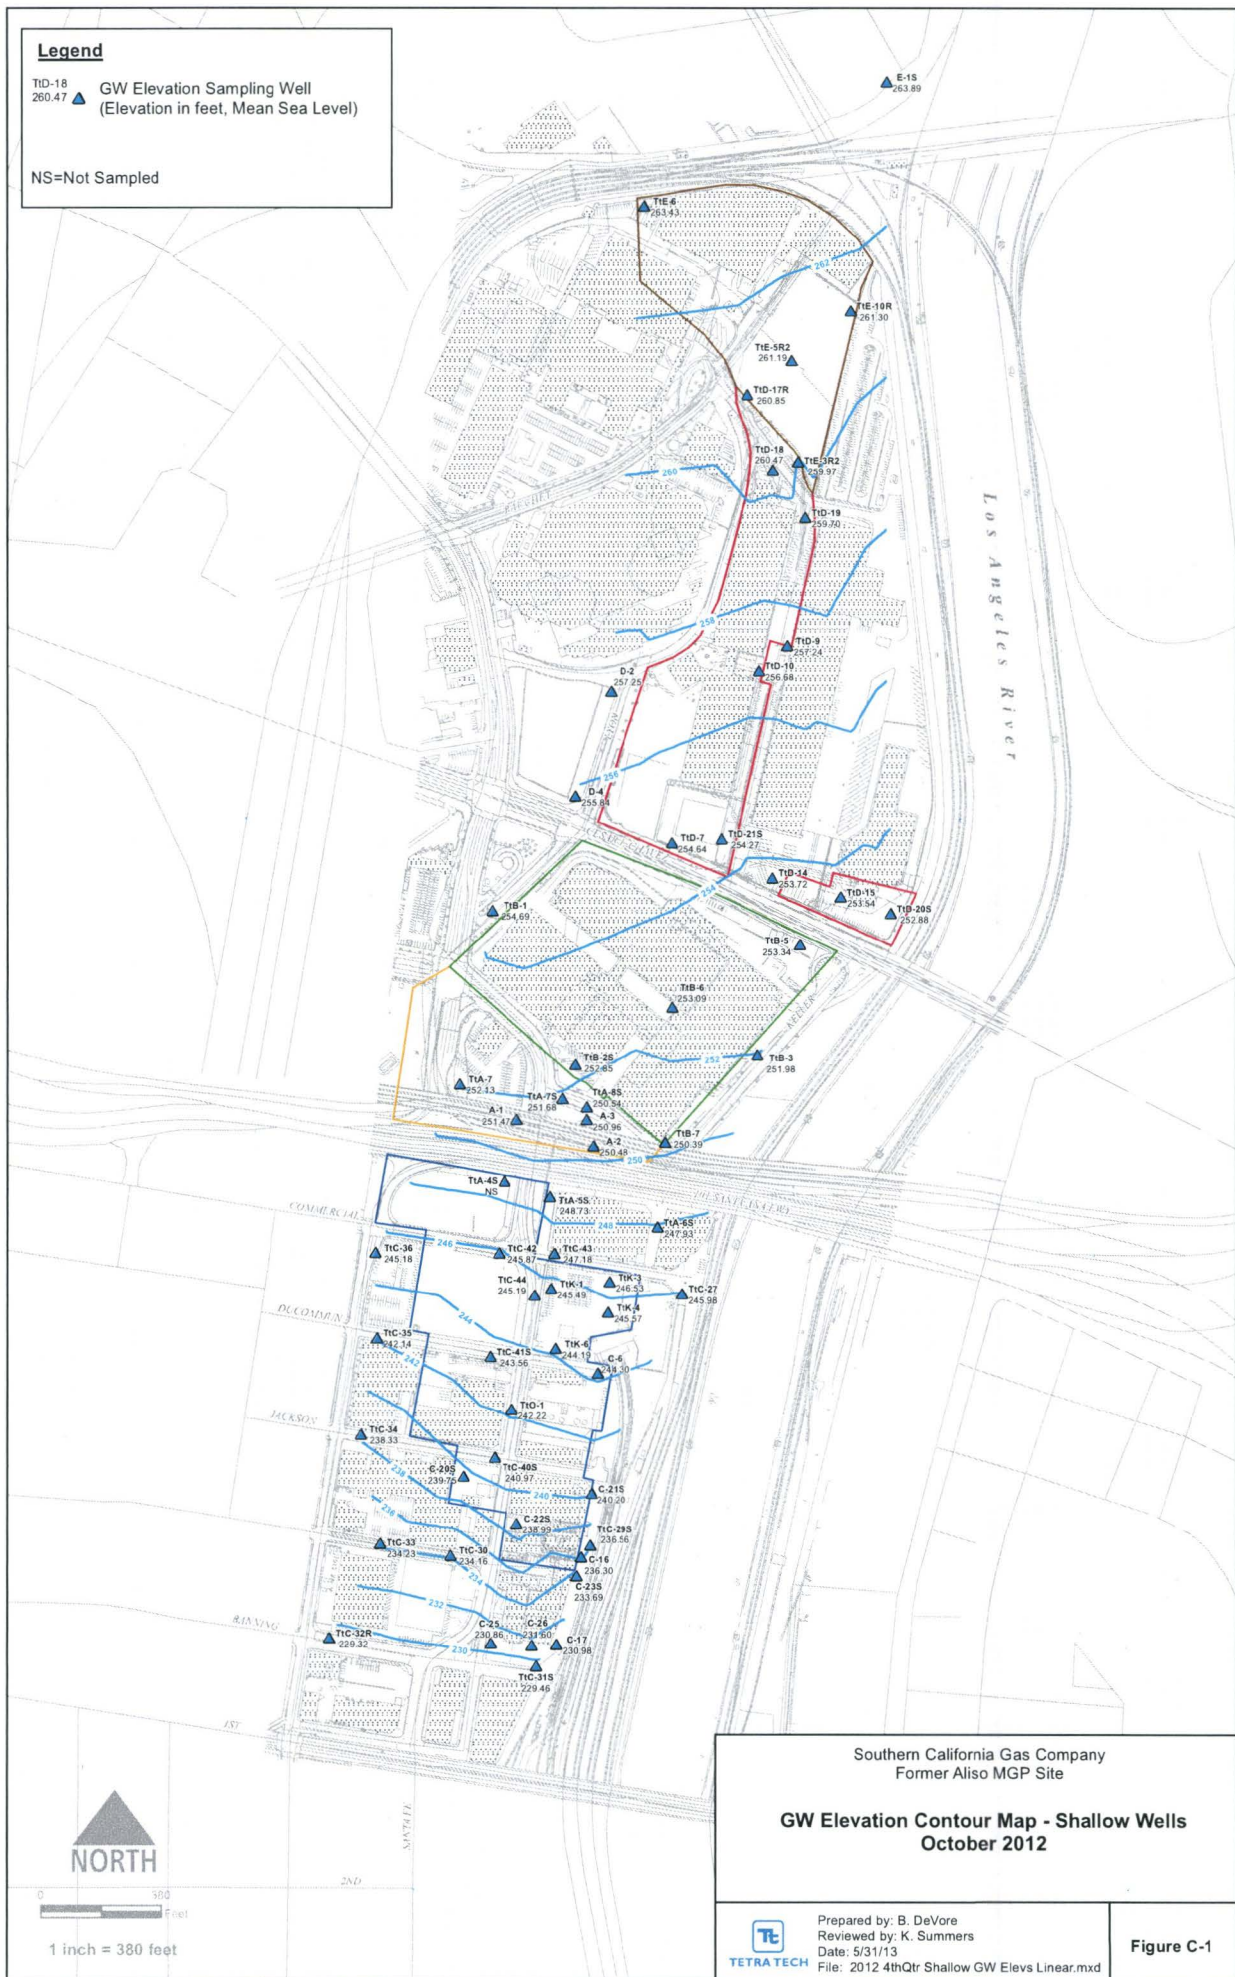 Legend
TtD-18
260.47
GW Elevation Sampling Well
(Elevation in feet, Mean Sea Level)
NS=Not Sampled
E-1S
263.89
TtE-6
263.43
262
TtE-10R
261.30
TtE-5R2
261.19
TtD-17R
260.85
TtD-18
260.47
TtE-3R2
259.97
260
TtD-19
259.70
Los Angeles River
258
TtD-9
257.24
TtD-10
256.68
D-2
257.25
256
D-4
255.84
TtD-7
254.64
TtD-21S
254.27
TtD-14
253.72
TtD-15
253.54
TtD-20S
252.88
254
TtB-1
254.69
TtB-5
253.34
TtB-6
253.09
KELLER
TtB-2S
252.85
252
TtB-3
251.98
TtA-7
252.13
TtA-7S
251.68
TtA-8S
250.54
A-1
251.47
A-3
250.96
A-2
250.48
TtB-7
250.39
250
TtA-4S
NS
TtA-5S
248.73
COMMERCIAL
248
TtA-6S
247.93
246
TtC-36
245.18
TtC-42
245.87
TtC-43
247.18
TtK-3
246.53
TtC-44
245.19
TtK-1
245.49
TtC-27
245.98
TtK-4
245.57
DUCOMMUN
244
TtC-35
242.14
TtC-41S
243.56
TtK-6
244.19
C-6
244.30
242
TtO-1
242.22
JACKSON
TtC-34
238.33
TtC-40S
240.97
C-20S
239.75
238
240
C-21S
240.20
236
C-22S
238.99
TtC-29S
236.56
TtC-33
234.23
TtC-30
234.16
C-16
236.30
234
C-23S
233.69
232
BANNING
TtC-32R
229.32
230
C-25
230.86
C-26
231.60
C-17
230.98
TtC-31S
229.46
1ST
SANTA FE
2ND
NORTH
0 380
Feet
1 inch = 380 feet
Southern California Gas Company
Former Aliso MGP Site
GW Elevation Contour Map - Shallow Wells
October 2012
Tt
TETRA TECH
Prepared by: B. DeVore
Reviewed by: K. Summers
Date: 5/31/13
File: 2012 4thQtr Shallow GW Elevs Linear.mxd
Figure C-1